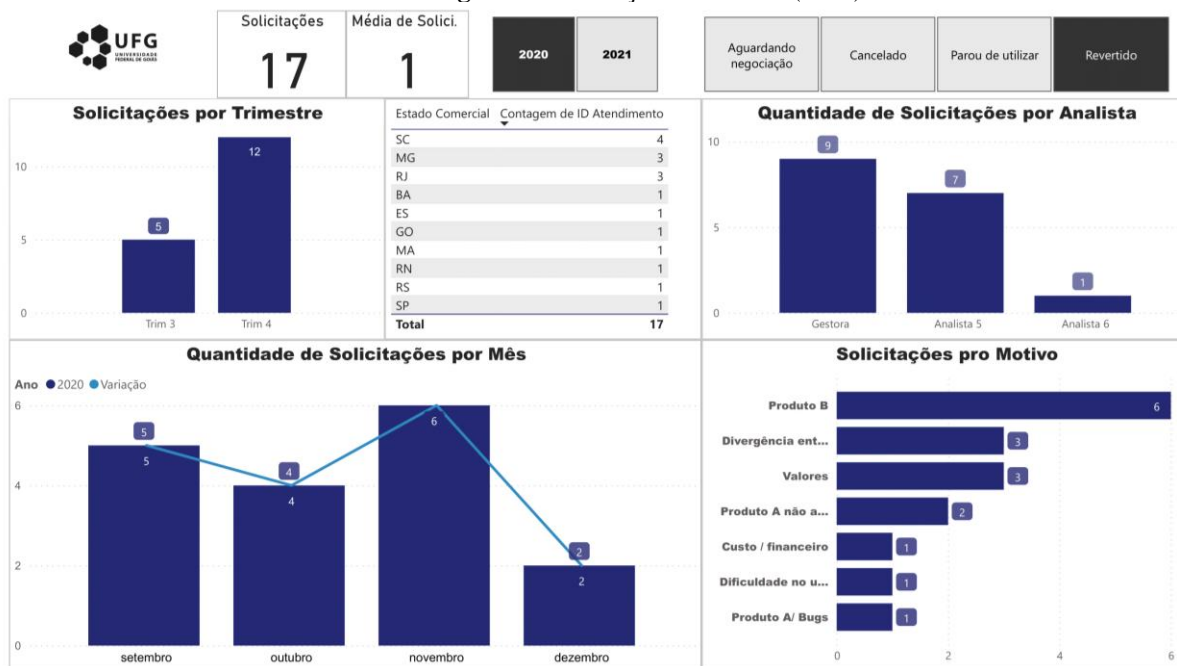 UFG
UNIVERSIDADE
FEDERAL DE GOIÁS
Solicitações
17
Média de Solici.
1
2020
2021
Aguardando
negociação
Cancelado
Parou de utilizar
Revertido
Solicitações por Trimestre
10
5
0
5
12
Trim 3
Trim 4
Estado Comercial Contagem de ID Atendimento
SC 4
MG 3
RJ 3
BA 1
ES 1
GO 1
MA 1
RN 1
RS 1
SP 1
Total 17
Quantidade de Solicitações por Analista
10
5
0
9
7
1
Gestora
Analista 5
Analista 6
Quantidade de Solicitações por Mês
Ano 2020 Variação
6
4
2
0
5
5
4
4
6
2
2
setembro
outubro
novembro
dezembro
Solicitações pro Motivo
Produto B 6
Divergência ent... 3
Valores 3
Produto A não a... 2
Custo / financeiro 1
Dificuldade no u... 1
Produto A/ Bugs 1
0 2 4 6